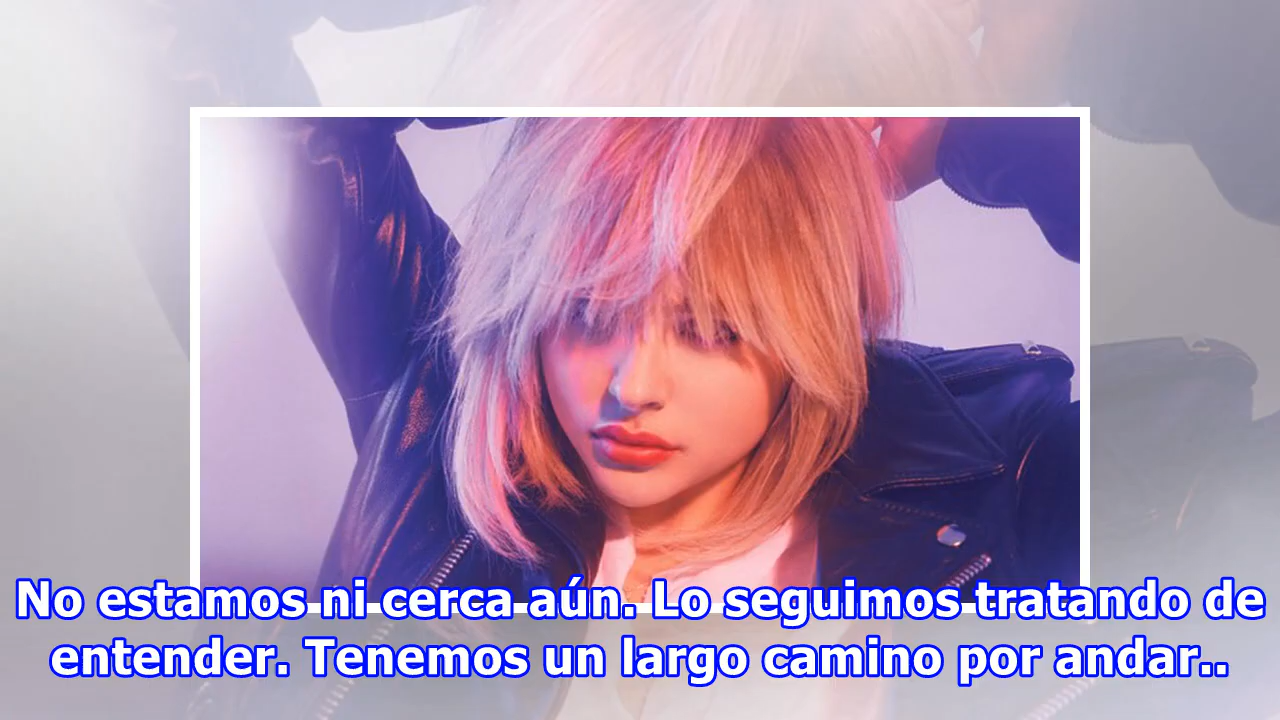 No estamos ni cerca aún. Lo seguimos tratando de
entender. Tenemos un largo camino por andar..